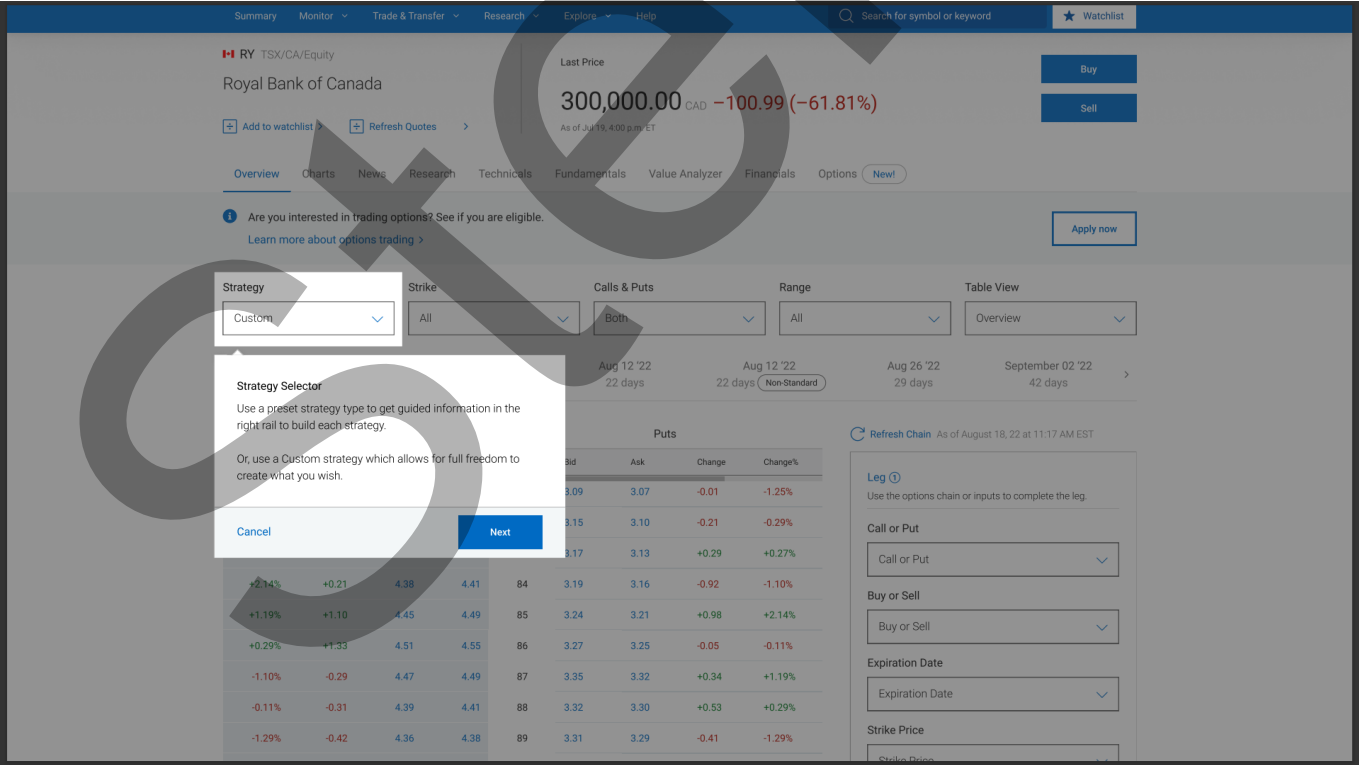 Summary Monitor Trade & Transfer Research Explore Help Search for symbol or keyword Watchlist
RY TSX/CA/Equity
Royal Bank of Canada
Last Price
300,000.00 CAD −100.99 (−61.81%)
As of Jul 19, 4:00 p.m. ET
Buy
Sell
Add to watchlist Refresh Quotes
Overview Charts News Research Technicals Fundamentals Value Analyzer Financials Options New!
Are you interested in trading options? See if you are eligible.
Learn more about options trading >
Apply now
Strategy Strike Calls & Puts Range Table View
Custom All Both All Overview
Aug 12 '22 Aug 12 '22 Aug 26 '22 September 02 '22
22 days 22 days Non-Standard 29 days 42 days
Strategy Selector
Use a preset strategy type to get guided information in the
right rail to build each strategy.
Or, use a Custom strategy which allows for full freedom to
create what you wish.
Cancel Next
Puts
Bid Ask Change Change%
3.09 3.07 -0.01 -1.25%
3.15 3.10 -0.21 -0.29%
3.17 3.13 +0.29 +0.27%
+2.14% +0.21 4.38 4.41 84 3.19 3.16 -0.92 -1.10%
+1.19% +1.10 4.45 4.49 85 3.24 3.21 +0.98 +2.14%
+0.29% +1.33 4.51 4.55 86 3.27 3.25 -0.05 -0.11%
-1.10% -0.29 4.47 4.49 87 3.35 3.32 +0.34 +1.19%
-0.11% -0.31 4.39 4.41 88 3.32 3.30 +0.53 +0.29%
-1.29% -0.42 4.36 4.38 89 3.31 3.29 -0.41 -1.29%
Refresh Chain As of August 18, 22 at 11:17 AM EST
Leg 1
Use the options chain or inputs to complete the leg.
Call or Put
Call or Put
Buy or Sell
Buy or Sell
Expiration Date
Expiration Date
Strike Price
Strike Price